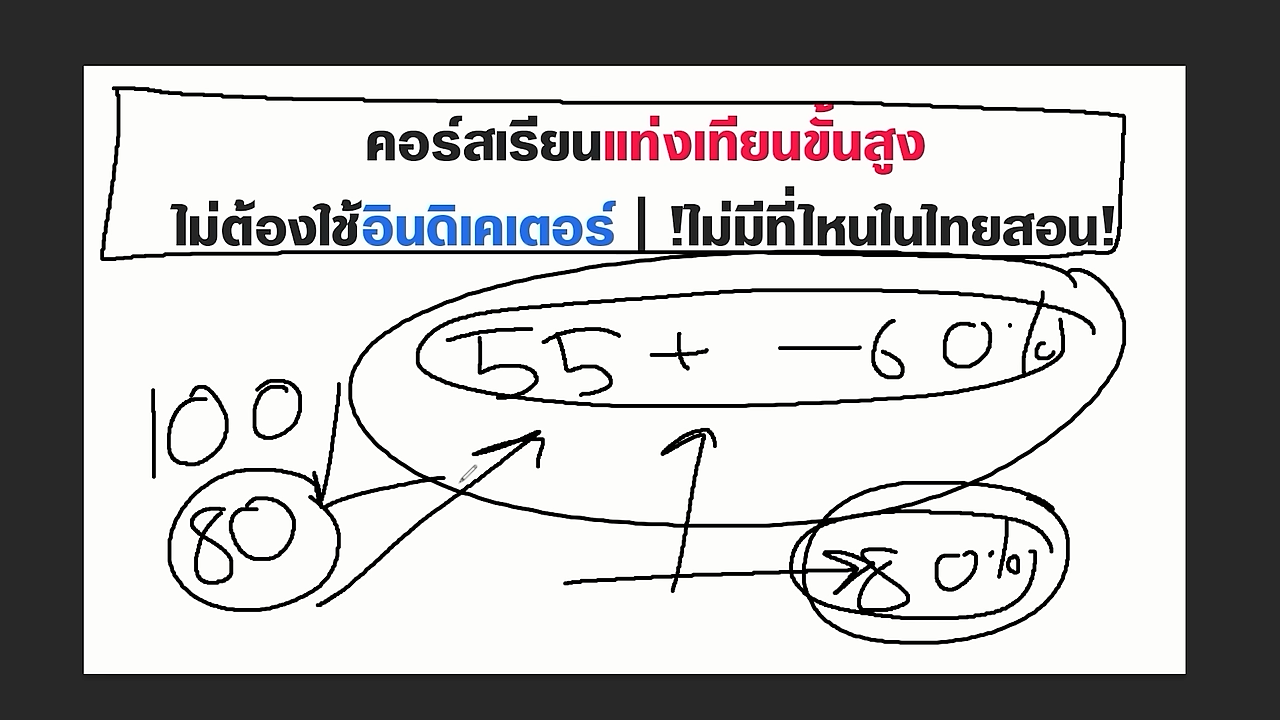 คอร์สเรียนแท่งเทียนขั้นสูง
ไม่ต้องใช้อินดิเคเตอร์ | !ไม่มีที่ไหนในไทยสอน!
55 + — 60%
100
80
80%